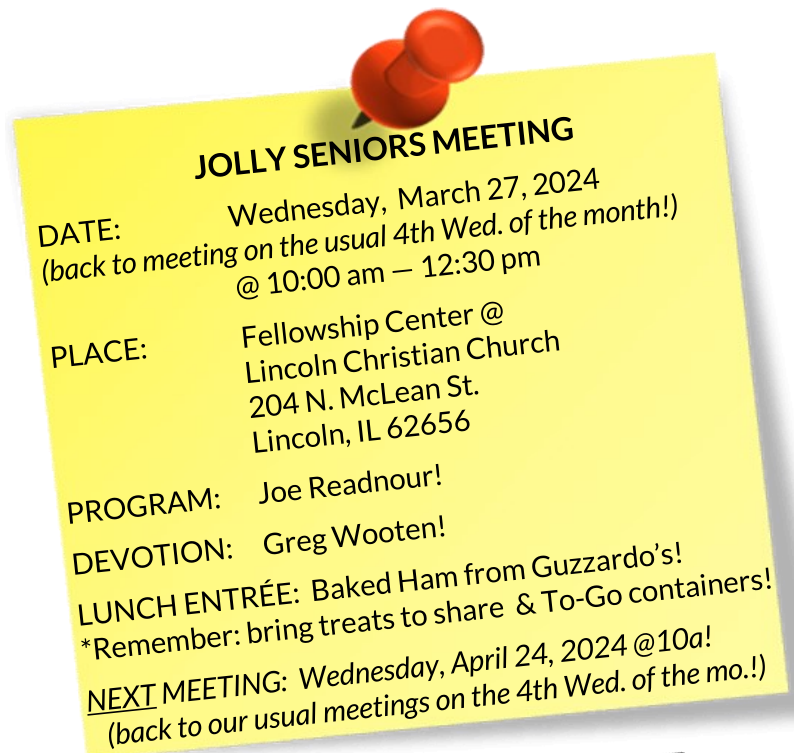 JOLLY SENIORS MEETING
DATE: Wednesday, March 27, 2024
(back to meeting on the usual 4th Wed. of the month!)
@ 10:00 am — 12:30 pm
PLACE: Fellowship Center @
Lincoln Christian Church
204 N. McLean St.
Lincoln, IL 62656
PROGRAM: Joe Readnour!
DEVOTION: Greg Wooten!
LUNCH ENTRÉE: Baked Ham from Guzzardo’s!
*Remember: bring treats to share & To-Go containers!
NEXT MEETING: Wednesday, April 24, 2024 @10a!
(back to our usual meetings on the 4th Wed. of the mo.!)